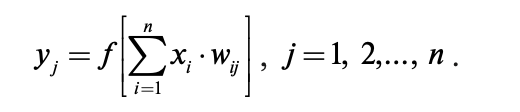 y_j = f[∑_{i=1}^{n} x_i · w_{ij}], j=1, 2,..., n .